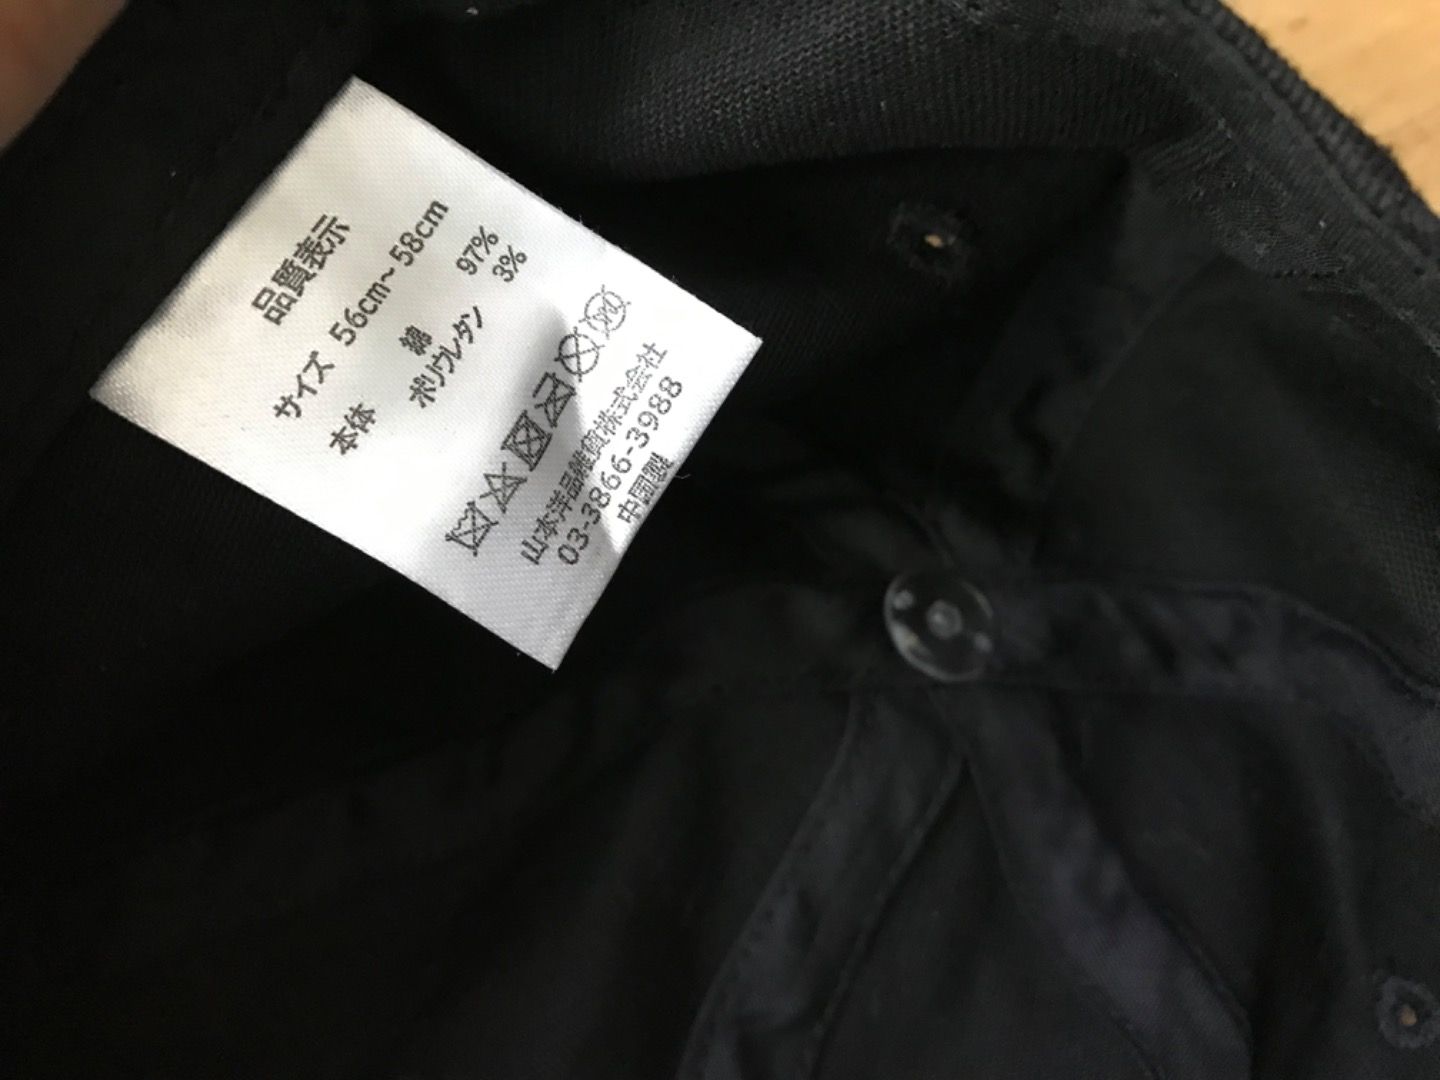 品質表示
サイズ 56cm~58cm
本体 綿 97%
ポリウレタン 3%
山本洋品雑貨株式会社
03-3866-3988
中国製